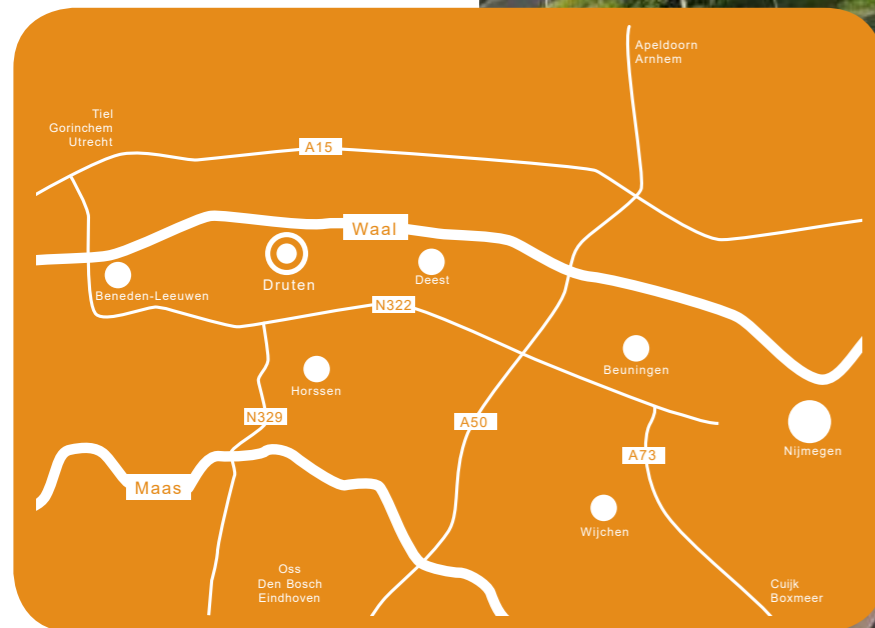 Apeldoorn
Arnhem
Tiel
Gorinchem
Utrecht
A15
Waal
Druten
Deest
Beneden-Leeuwen
N322
Beuningen
Horssen
N329
A50
A73
Nijmegen
Maas
Wijchen
Oss
Den Bosch
Eindhoven
Cuijk
Boxmeer